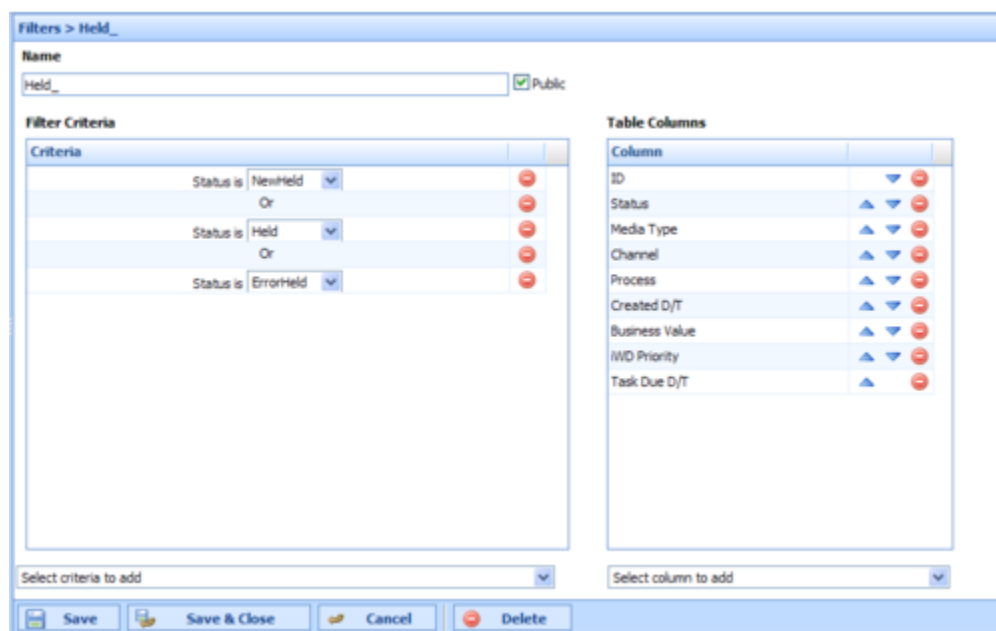 Filters > Held_
Name
Held_
Public
Filter Criteria
Criteria
Status is NewHeld
Or
Status is Held
Or
Status is ErrorHeld
Select criteria to add
Table Columns
Column
ID
Status
Media Type
Channel
Process
Created D/T
Business Value
iWD Priority
Task Due D/T
Select column to add
Save
Save & Close
Cancel
Delete